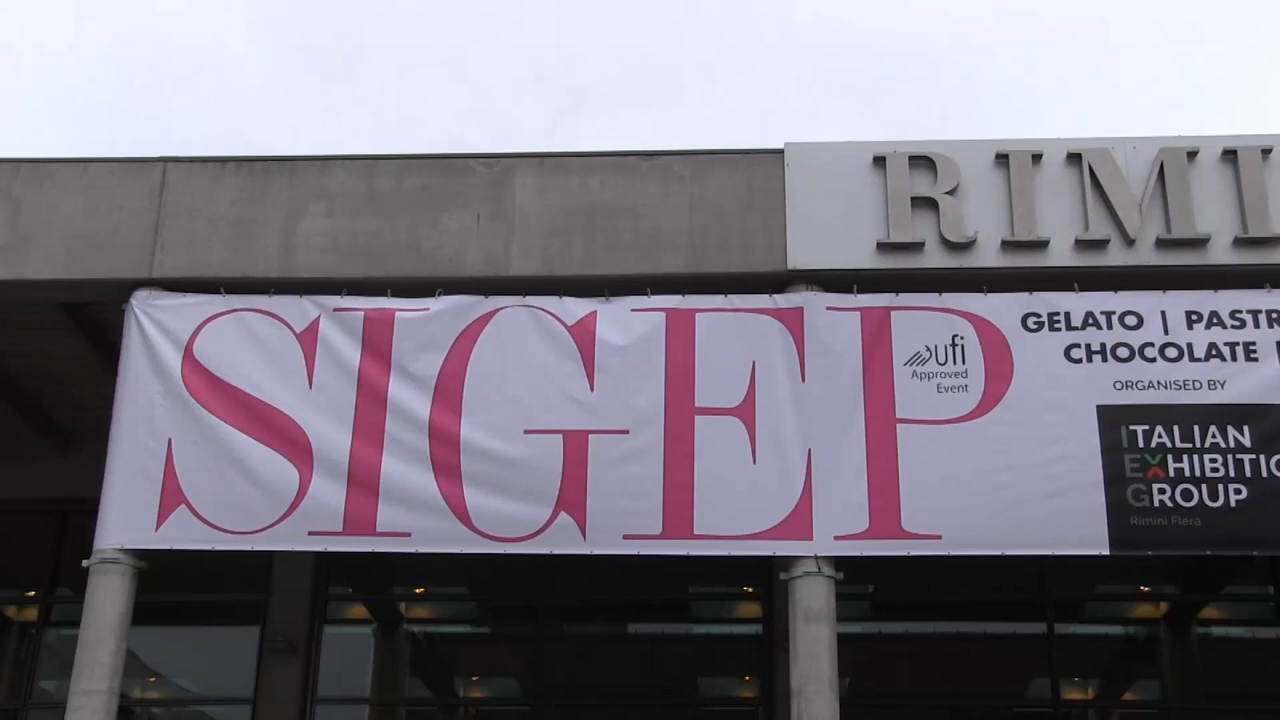 RIMI
SIGEP
ufi
Approved
Event
GELATO | PASTR
CHOCOLATE
ORGANISED BY
ITALIAN
EXHIBITIO
GROUP
Rimini Fiera